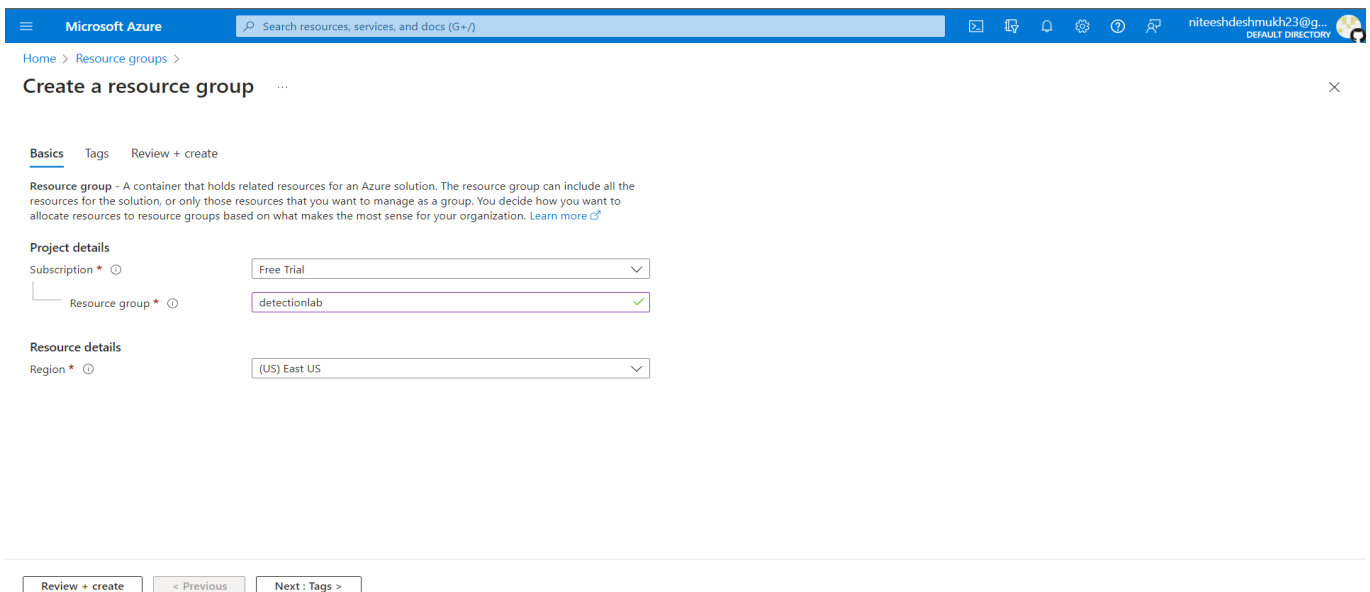 Microsoft Azure
Search resources, services, and docs (G+/)
niteeshdeshmukh23@g...
DEFAULT DIRECTORY
Home > Resource groups >
Create a resource group ...
Basics Tags Review + create
Resource group - A container that holds related resources for an Azure solution. The resource group can include all the
resources for the solution, or only those resources that you want to manage as a group. You decide how you want to
allocate resources to resource groups based on what makes the most sense for your organization. Learn more
Project details
Subscription * Free Trial
Resource group * detectionlab
Resource details
Region * (US) East US
Review + create < Previous Next : Tags >